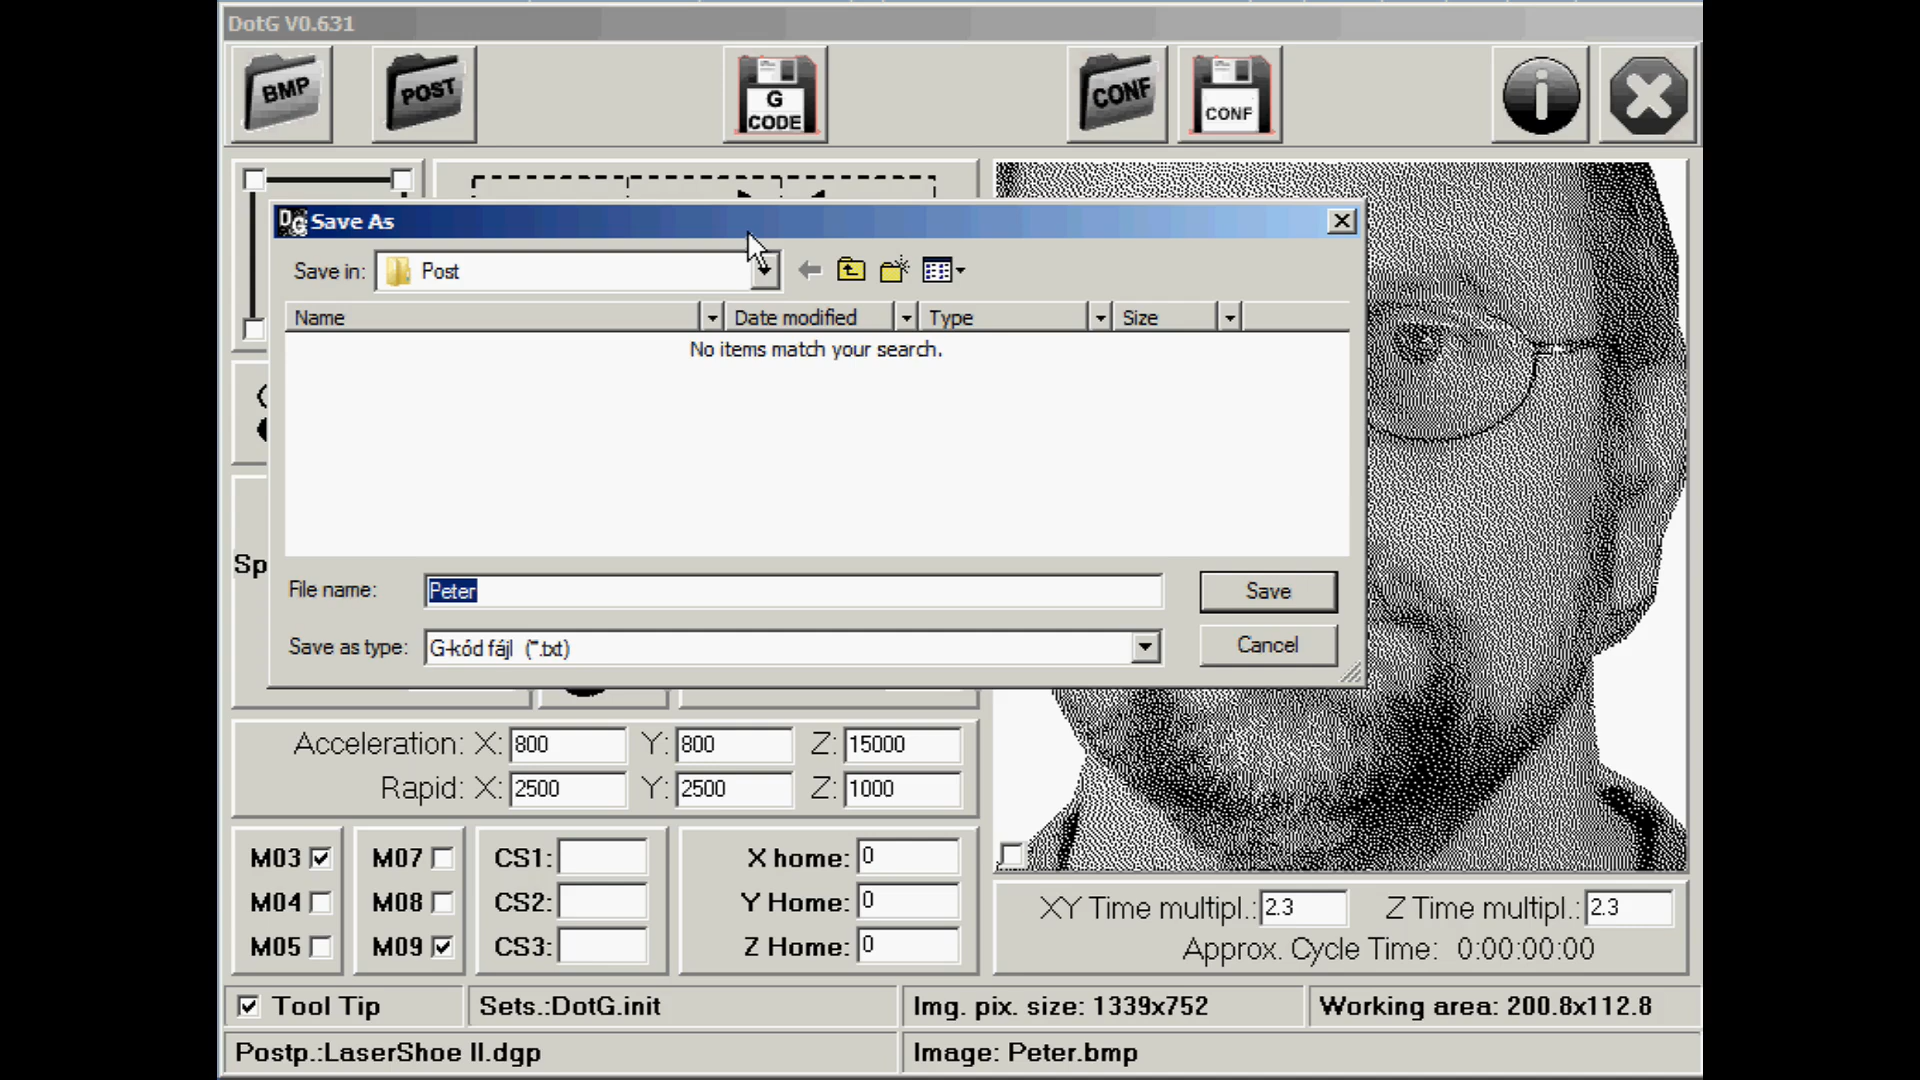 DotG V0.631
BMP
POST
G
CODE
CONF
CONF
i
DG Save As
Save in: Post
Name Date modified Type Size
No items match your search.
Sp
File name: Peter Save
Save as type: G-kód fájl (*.txt) Cancel
Acceleration: X: 800 Y: 800 Z: 15000
Rapid: X: 2500 Y: 2500 Z: 1000
M03 M07 CS1: X home: 0
M04 M08 CS2: Y Home: 0
M05 M09 CS3: Z Home: 0
XY Time multipl.: 2.3 Z Time multipl.: 2.3
Approx. Cycle Time: 0:00:00:00
Tool Tip Sets.:DotG.init Img. pix. size: 1339x752 Working area: 200.8x112.8
Postp.:LaserShoe II.dgp Image: Peter.bmp